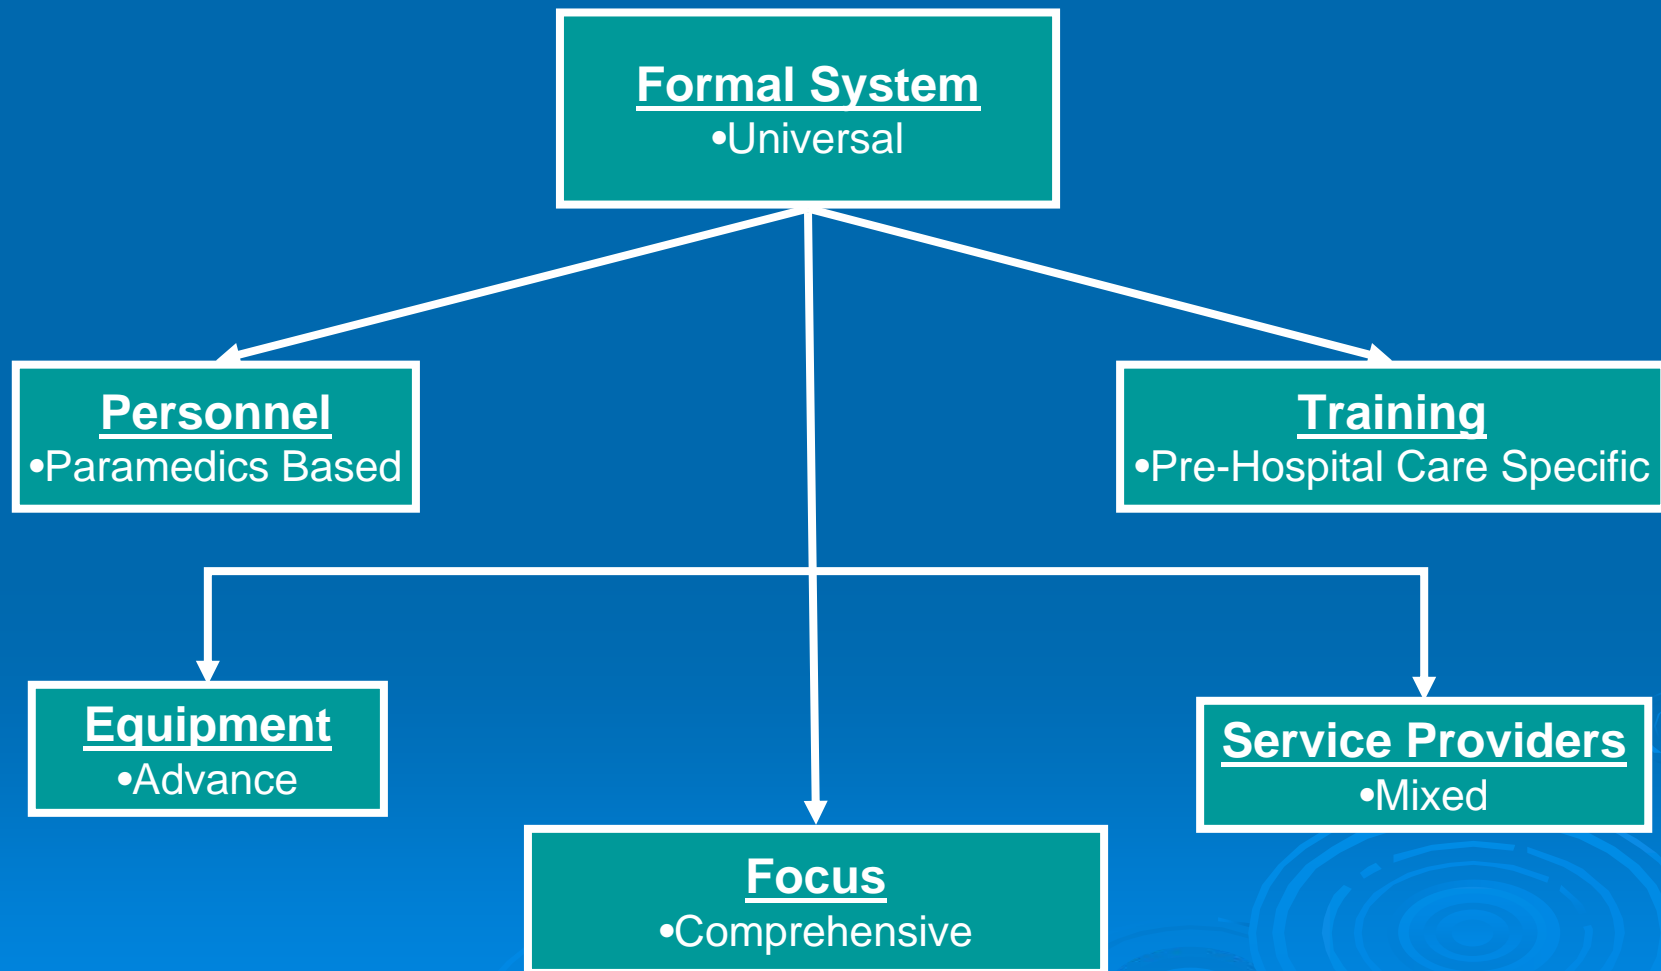 Formal System
•Universal
Personnel
•Paramedics Based
Training
•Pre-Hospital Care Specific
Equipment
•Advance
Service Providers
•Mixed
Focus
•Comprehensive